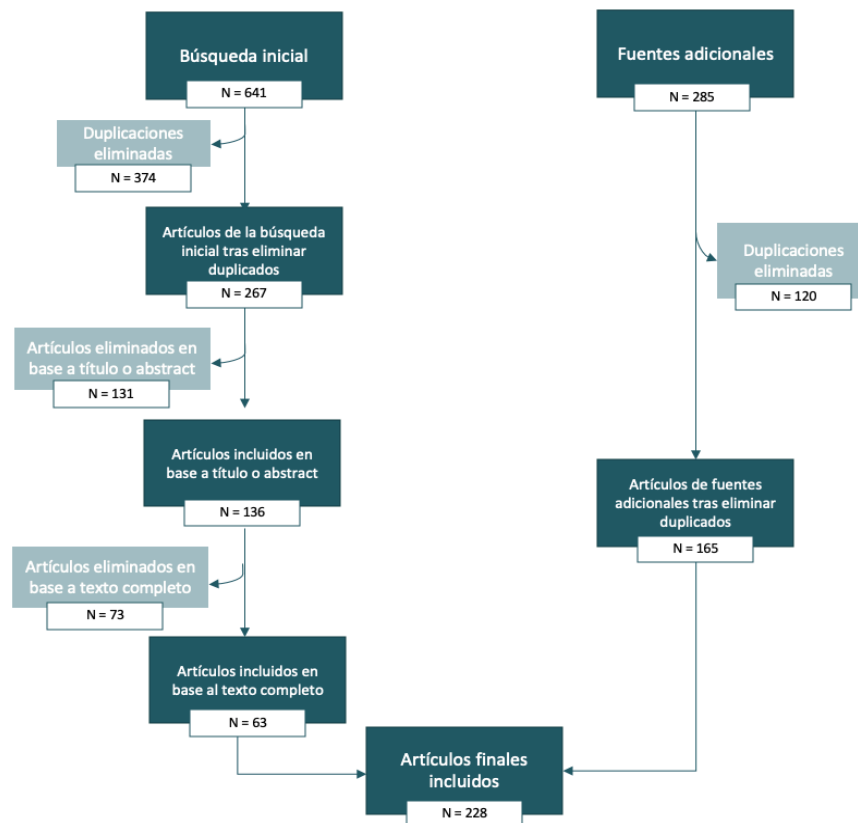 Búsqueda inicial
N = 641
Fuentes adicionales
N = 285
Duplicaciones
eliminadas
N = 374
Artículos de la búsqueda
inicial tras eliminar
duplicados
N = 267
Duplicaciones
eliminadas
N = 120
Artículos eliminados en
base a título o abstract
N = 131
Artículos incluidos en
base a título o abstract
N = 136
Artículos de fuentes
adicionales tras eliminar
duplicados
N = 165
Artículos eliminados en
base a texto completo
N = 73
Artículos incluidos en
base al texto completo
N = 63
Artículos finales
incluidos
N = 228